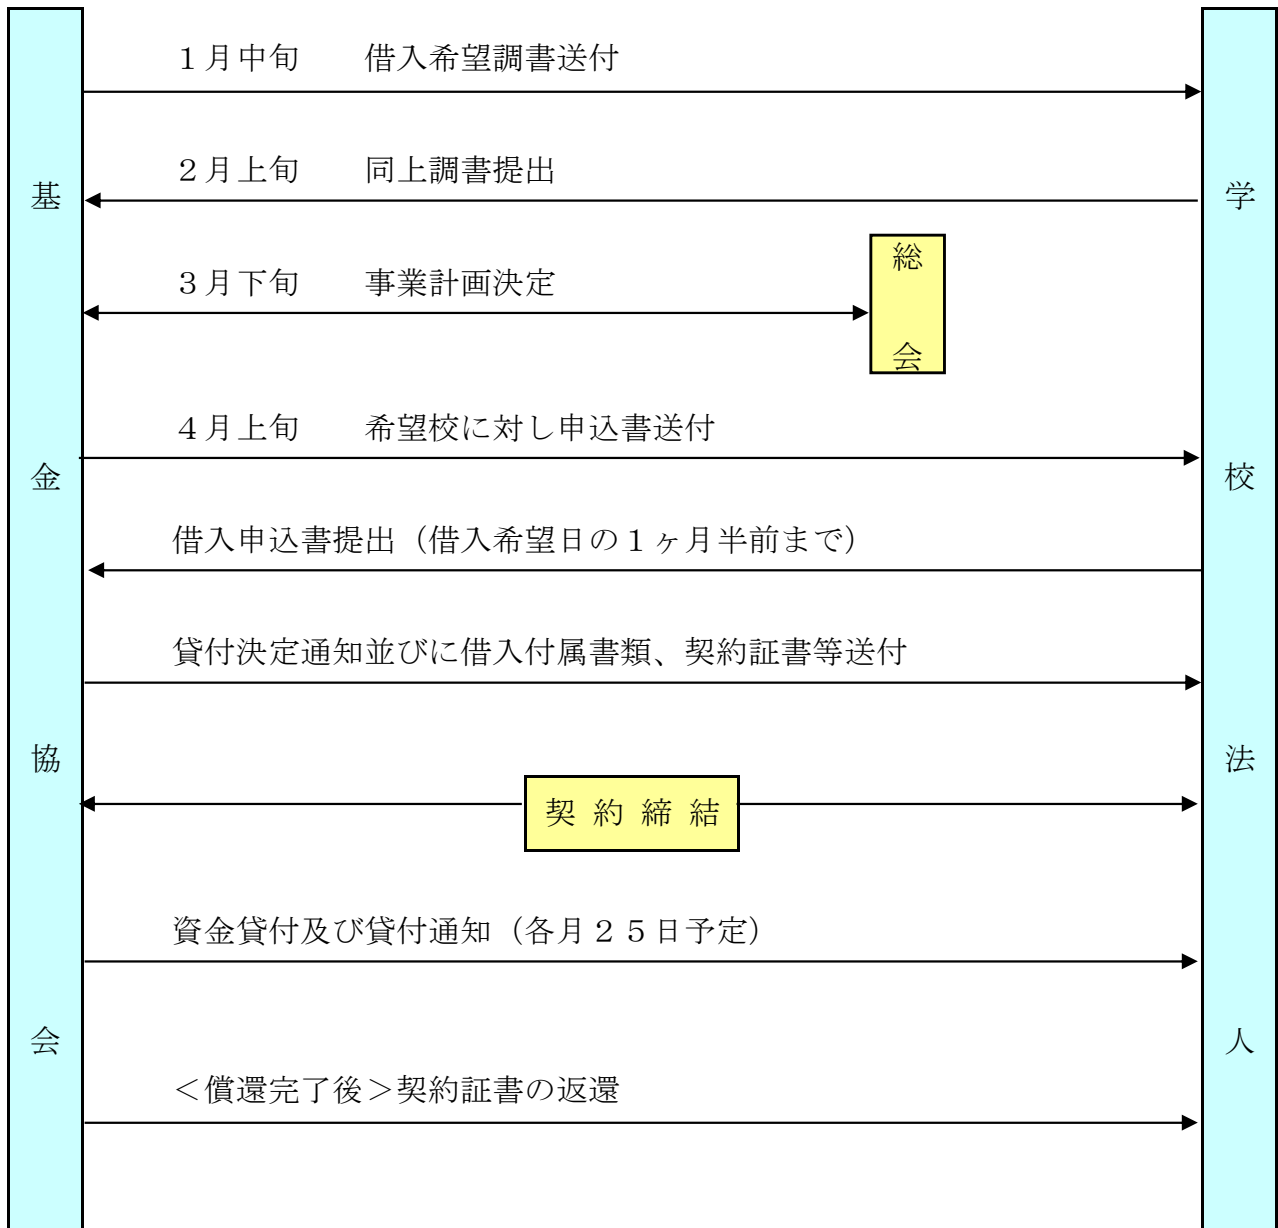 基金協会
学校法人
１月中旬　　借入希望調書送付
２月上旬　　同上調書提出
３月下旬　　事業計画決定
総会
４月上旬　　希望校に対し申込書送付
借入申込書提出（借入希望日の１ヶ月半前まで）
貸付決定通知並びに借入付属書類、契約証書等送付
契約締結
資金貸付及び貸付通知（各月２５日予定）
＜償還完了後＞契約証書の返還